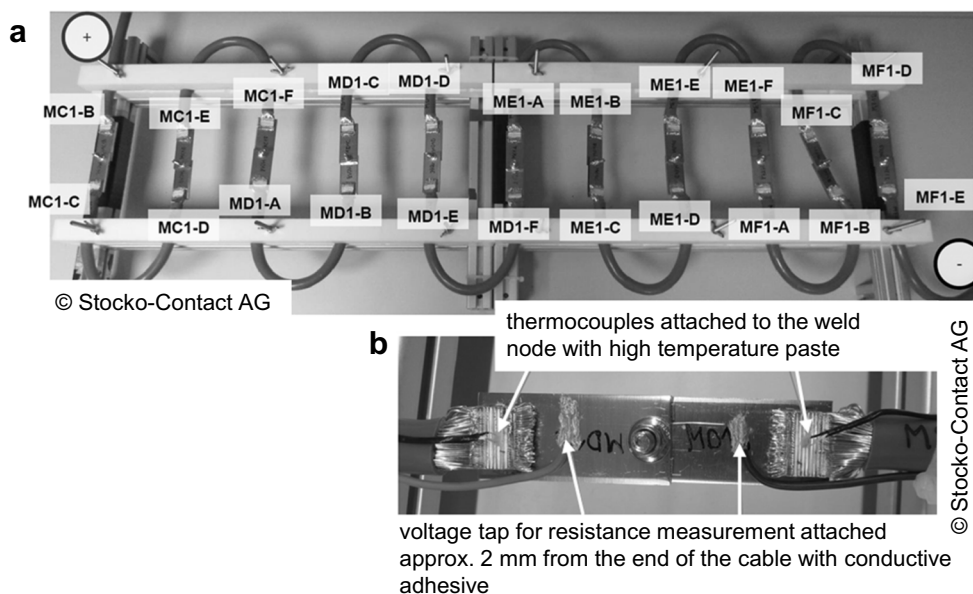 a
+
MC1-B
MC1-E
MC1-F
MD1-C
MD1-D
ME1-A
ME1-B
ME1-E
ME1-F
MF1-C
MF1-D
MC1-C
MC1-D
MD1-A
MD1-B
MD1-E
MD1-F
ME1-C
ME1-D
MF1-A
MF1-B
MF1-E
-
© Stocko-Contact AG
b
thermocouples attached to the weld
node with high temperature paste
© Stocko-Contact AG
voltage tap for resistance measurement attached
approx. 2 mm from the end of the cable with conductive
adhesive